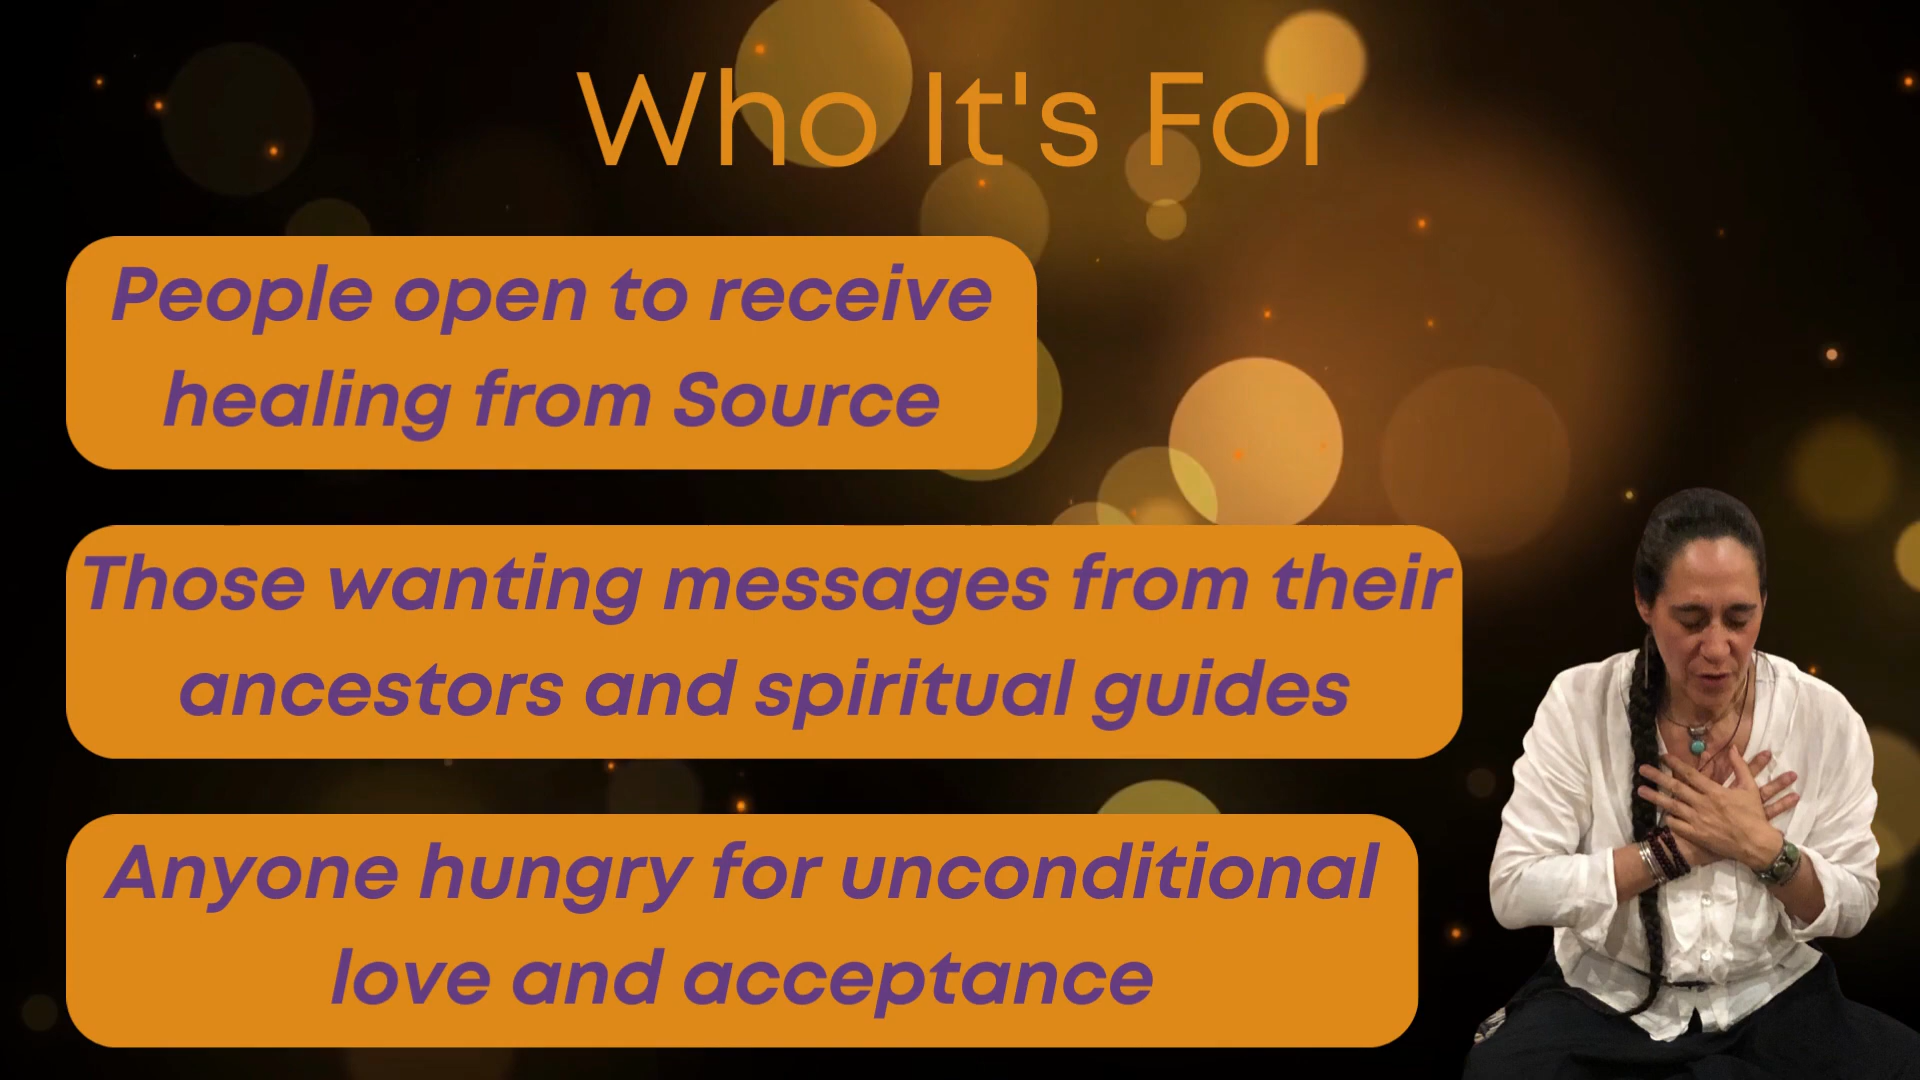 Who It's For
People open to receive
healing from Source
Those wanting messages from their
ancestors and spiritual guides
Anyone hungry for unconditional
love and acceptance